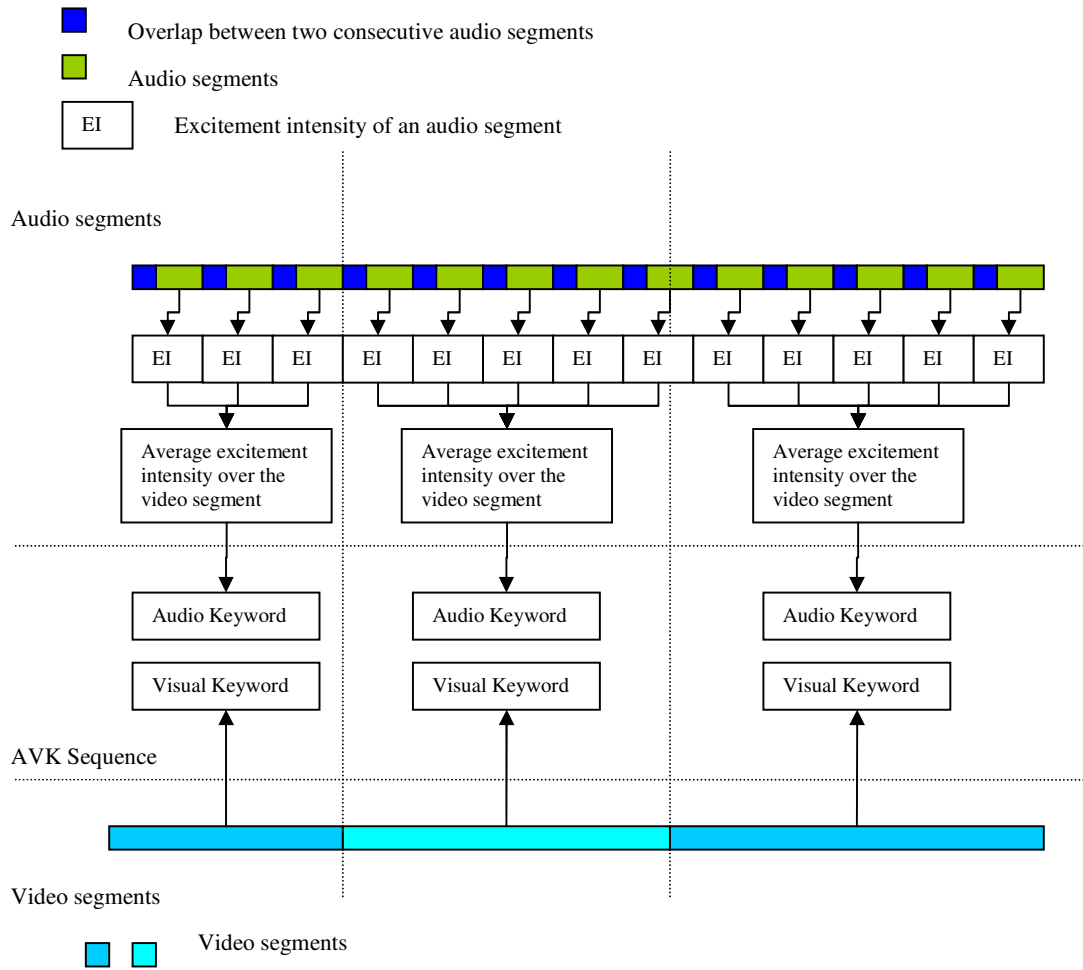 Overlap between two consecutive audio segments
Audio segments
EI Excitement intensity of an audio segment
Audio segments
EI EI EI EI EI EI EI EI EI EI EI EI EI
Average excitement
intensity over the
video segment
Average excitement
intensity over the
video segment
Average excitement
intensity over the
video segment
Audio Keyword Audio Keyword Audio Keyword
Visual Keyword Visual Keyword Visual Keyword
AVK Sequence
Video segments
Video segments